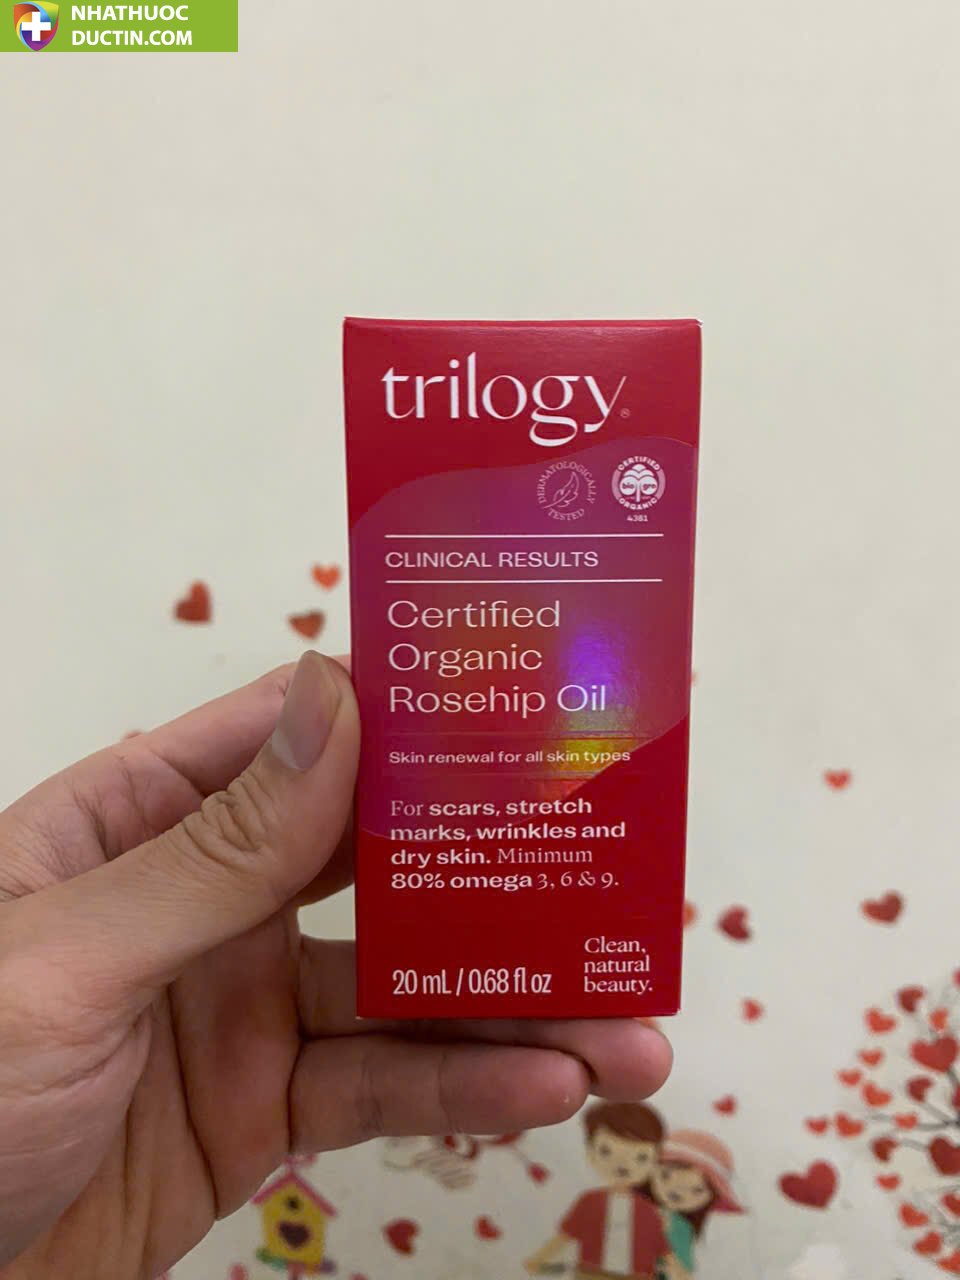 NHATHUOC
DUCTIN.COM
trilogy®
DERMATOLOGICALLY TESTED
CERTIFIED
bio gro
ORGANIC
4381
CLINICAL RESULTS
Certified
Organic
Rosehip Oil
Skin renewal for all skin types
For scars, stretch
marks, wrinkles and
dry skin. Minimum
80% omega 3, 6 & 9.
20 mL / 0.68 fl oz
Clean,
natural
beauty.